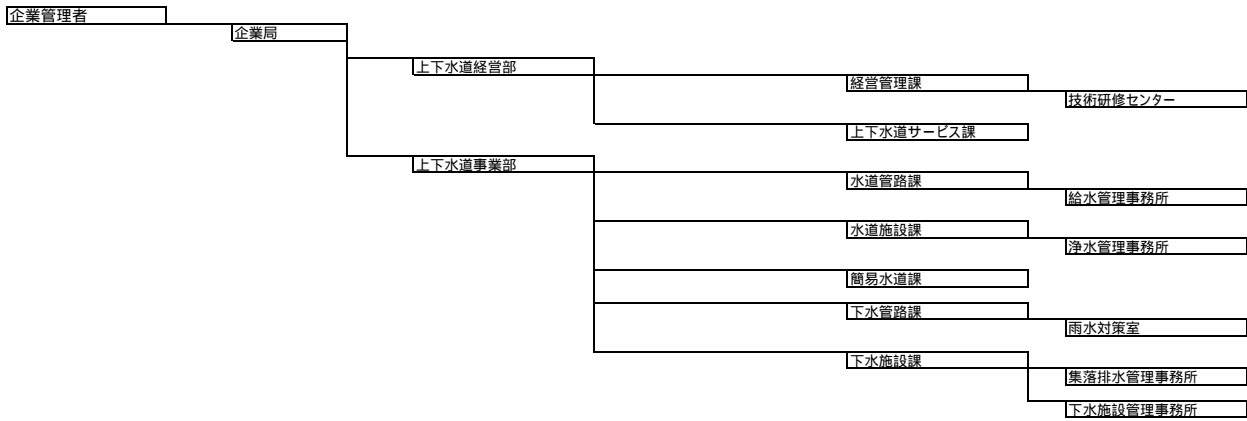 企業管理者
企業局
上下水道経営部
経営管理課
技術研修センター
上下水道サービス課
上下水道事業部
水道管路課
給水管理事務所
水道施設課
浄水管理事務所
簡易水道課
下水管路課
雨水対策室
下水施設課
集落排水管理事務所
下水施設管理事務所